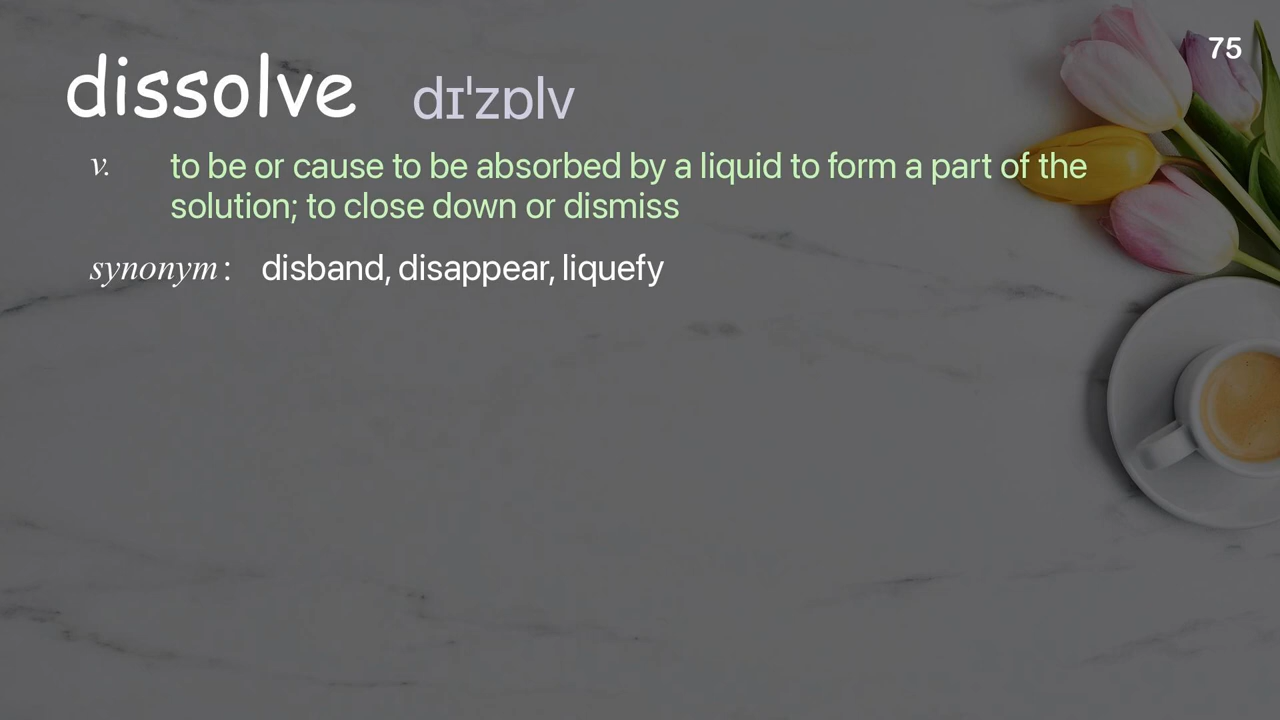 75
dissolve dɪˈzɒlv
v. to be or cause to be absorbed by a liquid to form a part of the
solution; to close down or dismiss
synonym: disband, disappear, liquefy